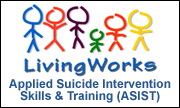 LivingWorks
Applied Suicide Intervention
Skills & Training (ASIST)